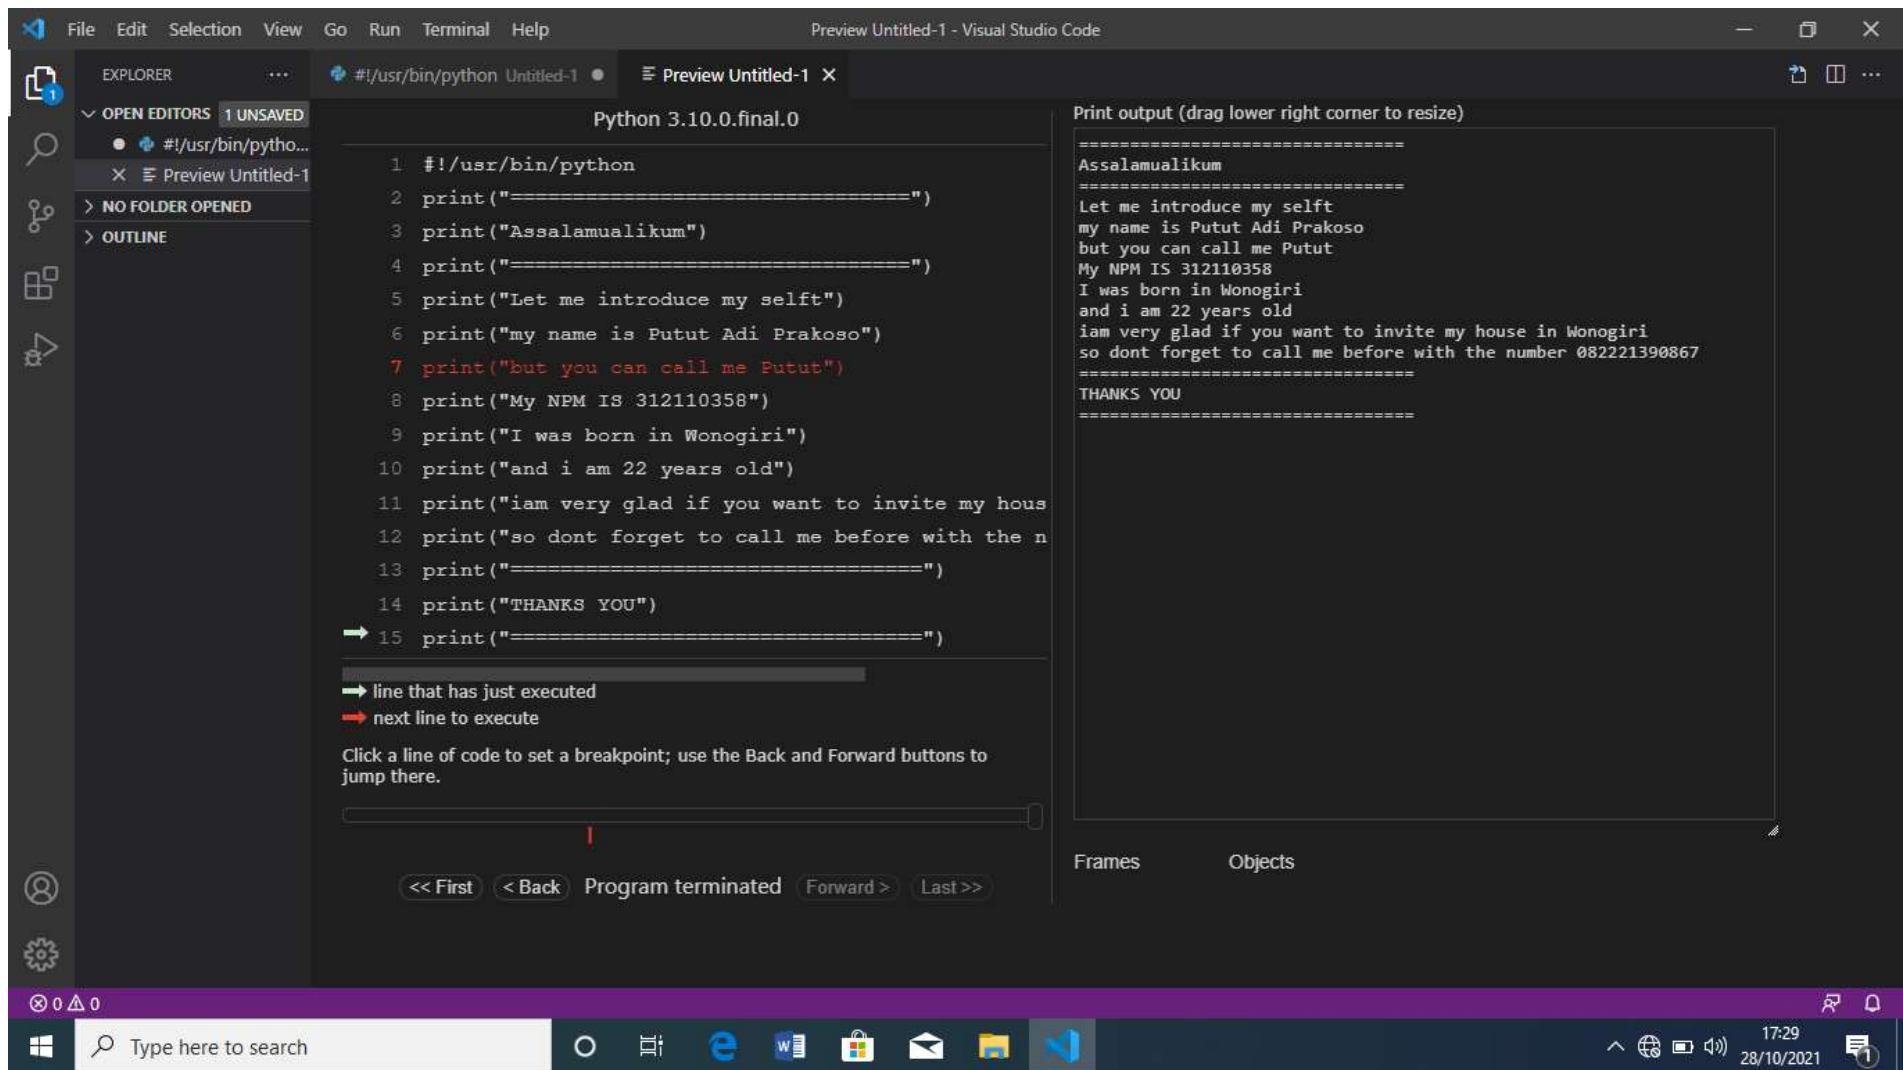 File Edit Selection View Go Run Terminal Help
Preview Untitled-1 - Visual Studio Code
EXPLORER
#!/usr/bin/python Untitled-1
Preview Untitled-1
OPEN EDITORS 1 UNSAVED
#!/usr/bin/pytho...
Preview Untitled-1
NO FOLDER OPENED
OUTLINE
1
Python 3.10.0.final.0
1 #!/usr/bin/python
2 print("================================")
3 print("Assalamualikum")
4 print("================================")
5 print("Let me introduce my selft")
6 print("my name is Putut Adi Prakoso")
7 print("but you can call me Putut")
8 print("My NPM IS 312110358")
9 print("I was born in Wonogiri")
10 print("and i am 22 years old")
11 print("iam very glad if you want to invite my hous
12 print("so dont forget to call me before with the n
13 print("=================================")
14 print("THANKS YOU")
15 print("=================================")
line that has just executed
next line to execute
Click a line of code to set a breakpoint; use the Back and Forward buttons to
jump there.
<< First < Back Program terminated Forward > Last >>
Print output (drag lower right corner to resize)
================================
Assalamualikum
================================
Let me introduce my selft
my name is Putut Adi Prakoso
but you can call me Putut
My NPM IS 312110358
I was born in Wonogiri
and i am 22 years old
iam very glad if you want to invite my house in Wonogiri
so dont forget to call me before with the number 082221390867
=================================
THANKS YOU
=================================
Frames Objects
0 0
Type here to search
17:29
28/10/2021
1